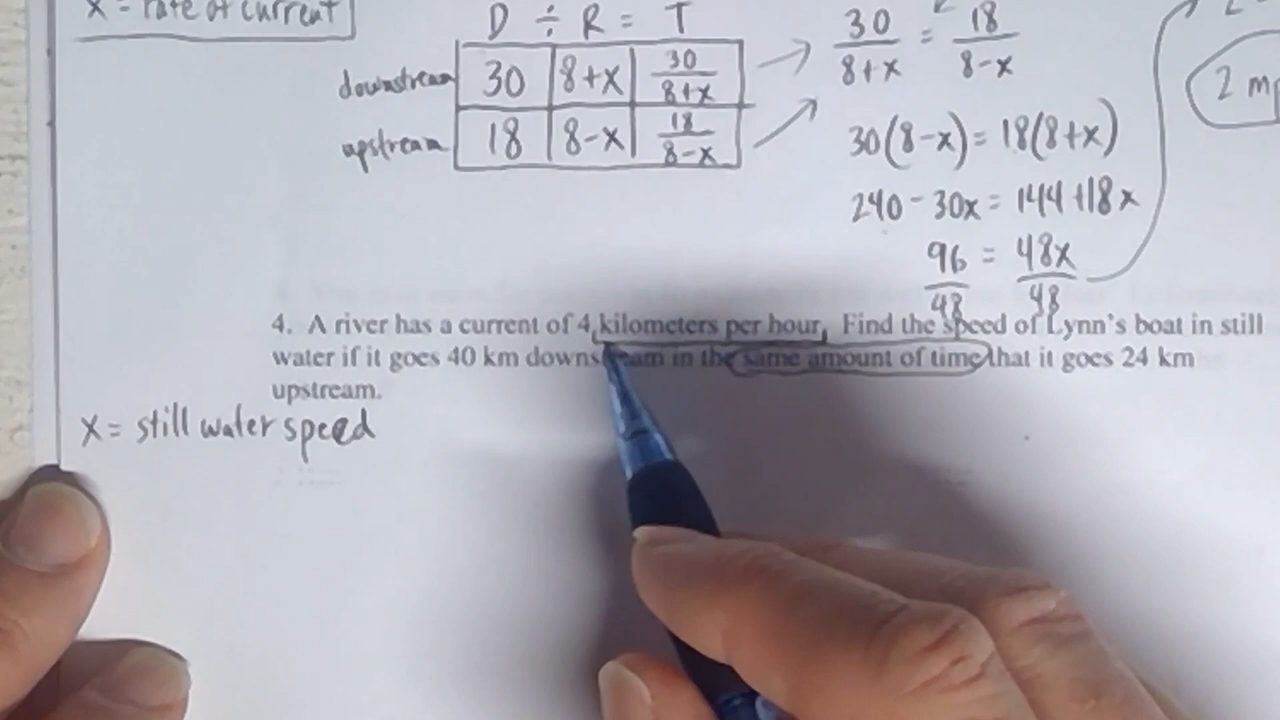 x = rate of current
D ÷ R = T
downstream 30 8+x 30/8+x
upstream 18 8-x 18/8-x
30/8+x = 18/8-x
30(8-x) = 18(8+x)
240 - 30x = 144 + 18x
96/48 = 48x/48
2
4. A river has a current of 4 kilometers per hour. Find the speed of Lynn's boat in still
water if it goes 40 km downstream in the same amount of time that it goes 24 km
upstream.
x = still water speed